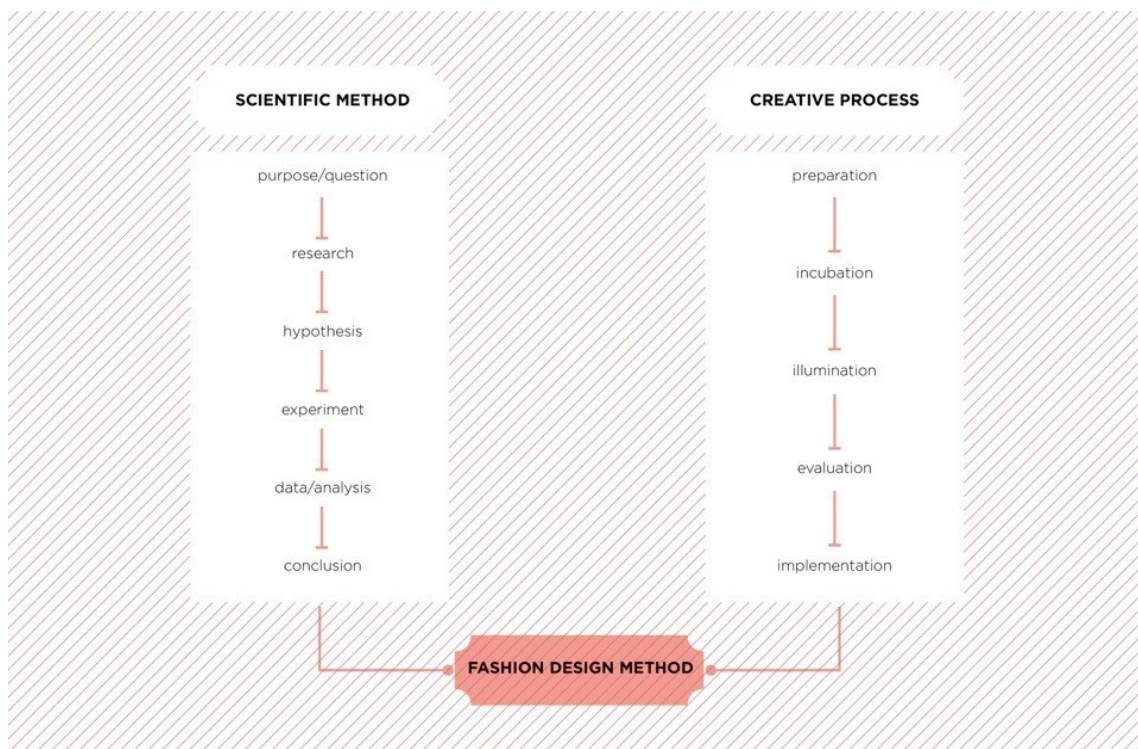 SCIENTIFIC METHOD
purpose/question
research
hypothesis
experiment
data/analysis
conclusion
CREATIVE PROCESS
preparation
incubation
illumination
evaluation
implementation
FASHION DESIGN METHOD